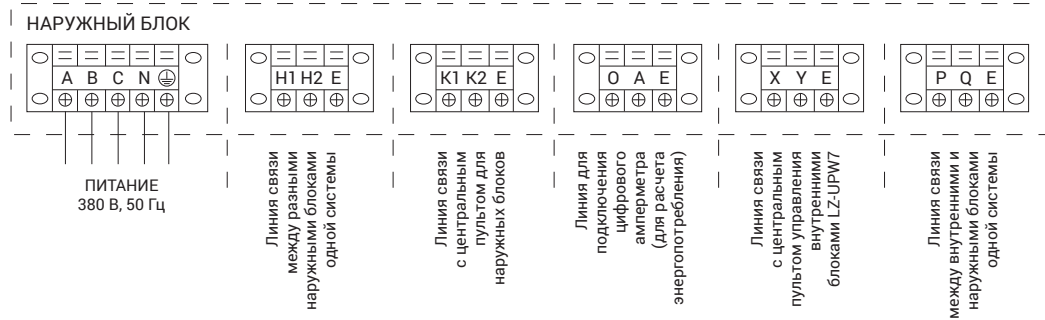 НАРУЖНЫЙ БЛОК
A B C N
H1 H2 E
K1 K2 E
O A E
X Y E
P Q E
ПИТАНИЕ
380 В, 50 Гц
Линия связи
между разными
наружными блоками
одной системы
Линия связи
с центральным
пультом для
наружных блоков
Линия для
подключения
цифрового
амперметра
(для расчета
энергопотребления)
Линия связи
с центральным
пультом управления
внутренними
блоками LZ-UPW7
Линия связи
между внутренними и
наружными блоками
одной системы